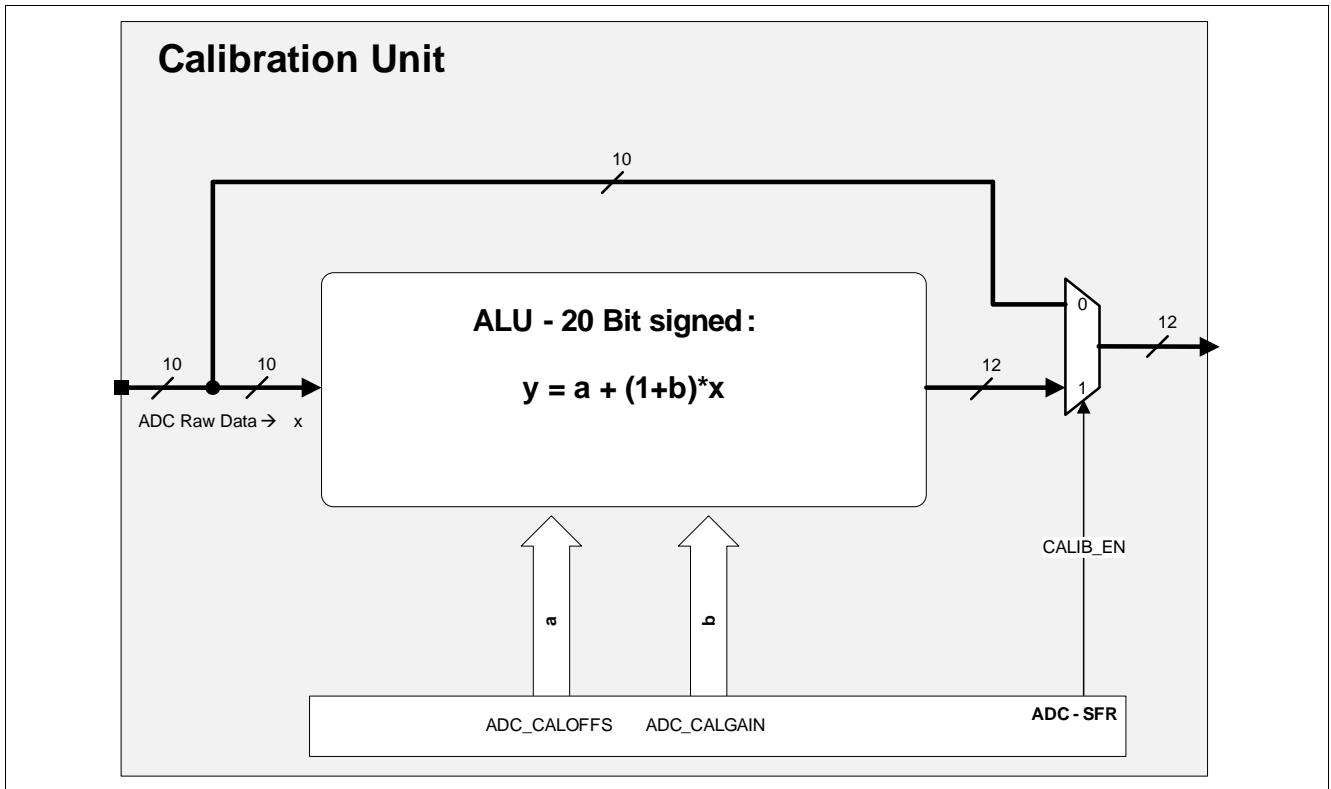 Calibration Unit
10
ALU - 20 Bit signed:
y = a + (1+b)*x
0
1
12
10
10
12
ADC Raw Data → x
CALIB_EN
a
b
ADC_CALOFFS
ADC_CALGAIN
ADC - SFR